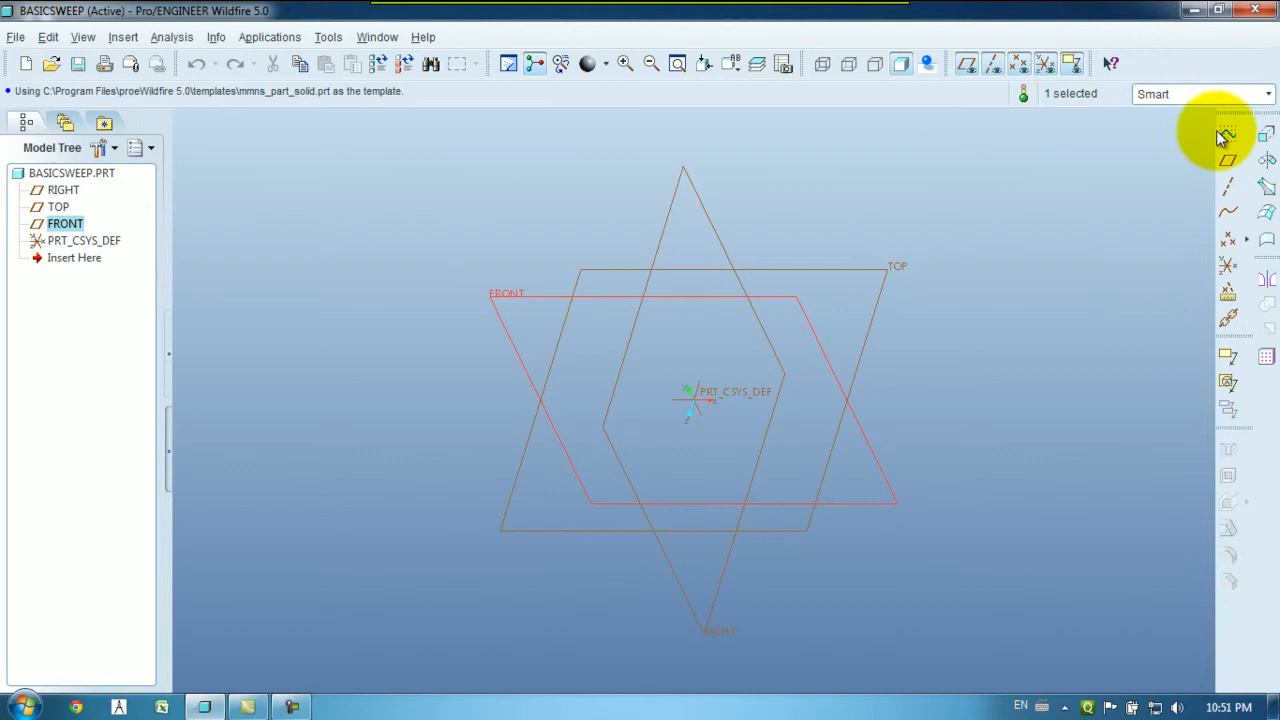 BASICSWEEP (Active) - Pro/ENGINEER Wildfire 5.0
File Edit View Insert Analysis Info Applications Tools Window Help
Using C:\Program Files\proeWildfire 5.0\templates\mmns_part_solid.prt as the template.
1 selected
Smart
Model Tree
BASICSWEEP.PRT
RIGHT
TOP
FRONT
PRT_CSYS_DEF
Insert Here
TOP
FRONT
Y
PRT_CSYS_DEF
X
Z
RIGHT
EN
10:51 PM